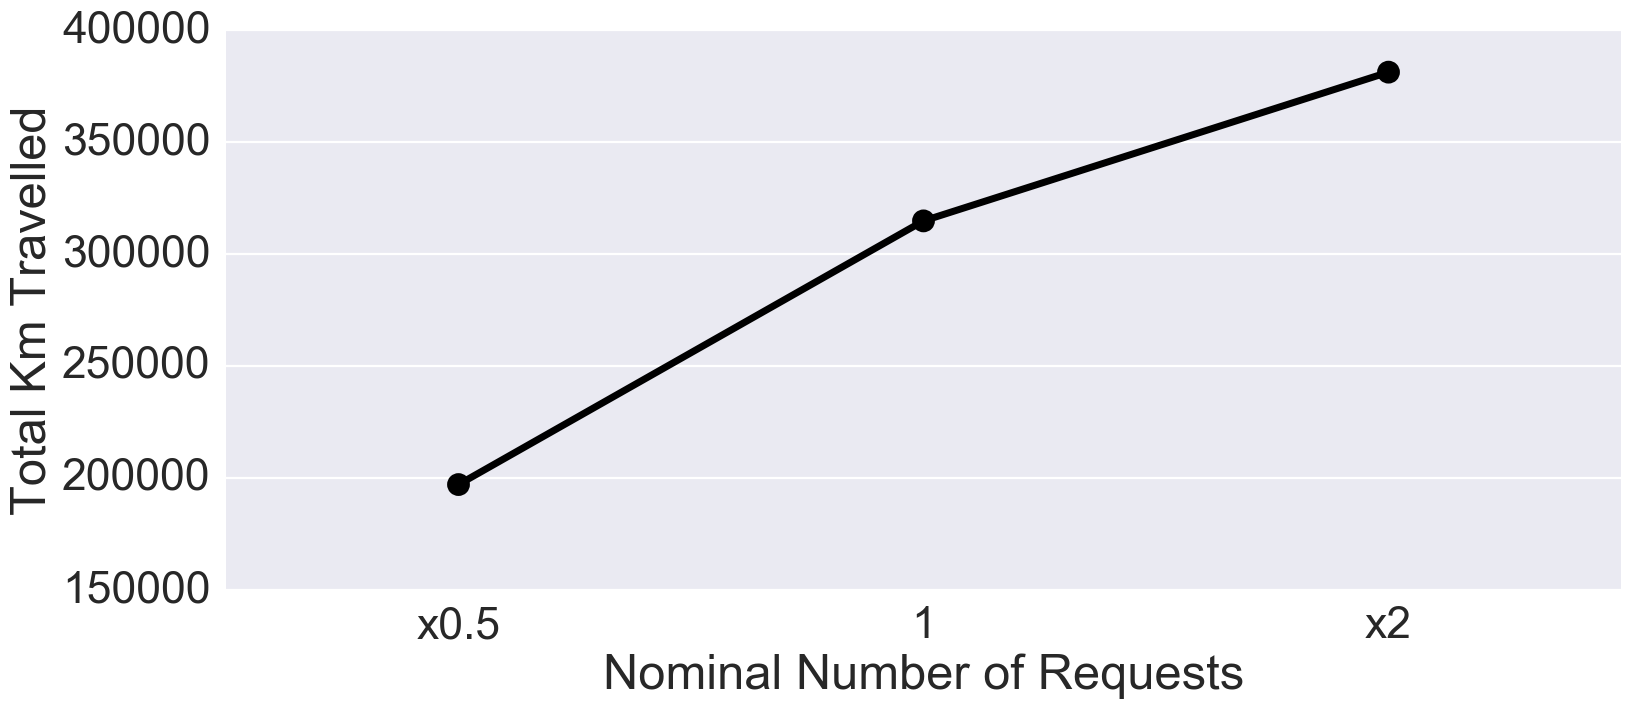 400000
350000
300000
250000
200000
150000
Total Km Travelled
x0.5
1
x2
Nominal Number of Requests